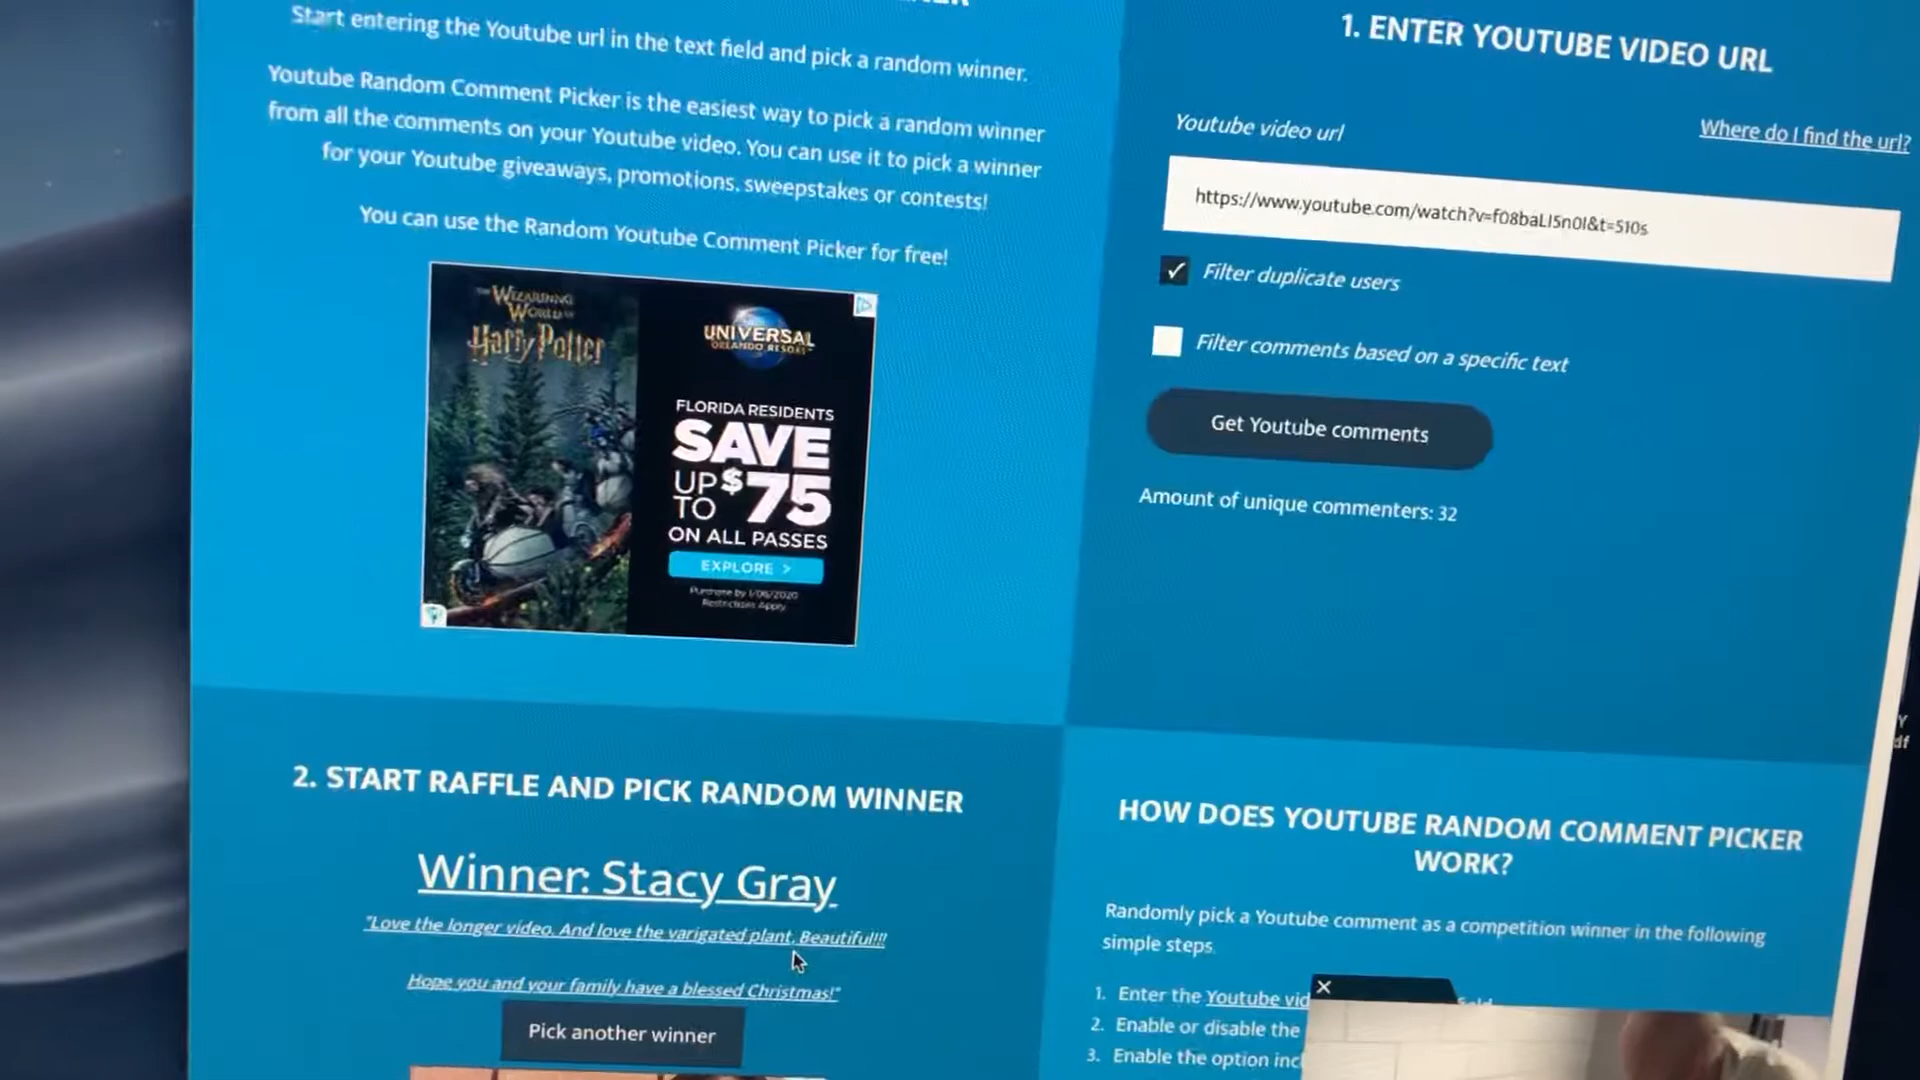 Start entering the Youtube url in the text field and pick a random winner.
Youtube Random Comment Picker is the easiest way to pick a random winner
from all the comments on your Youtube video. You can use it to pick a winner
for your Youtube giveaways, promotions, sweepstakes or contests!
You can use the Random Youtube Comment Picker for free!
THE WIZARDING
WORLD OF
Harry Potter
UNIVERSAL
ORLANDO RESORT
FLORIDA RESIDENTS
SAVE
UP TO $75
ON ALL PASSES
EXPLORE >
Purchase by 1/06/2020
Restrictions Apply
1. ENTER YOUTUBE VIDEO URL
Youtube video url
Where do I find the url?
https://www.youtube.com/watch?v=f08baLI5n0I&t=510s
Filter duplicate users
Filter comments based on a specific text
Get Youtube comments
Amount of unique commenters: 32
2. START RAFFLE AND PICK RANDOM WINNER
Winner: Stacy Gray
"Love the longer video. And love the varigated plant. Beautiful!!!
Hope you and your family have a blessed Christmas!"
Pick another winner
HOW DOES YOUTUBE RANDOM COMMENT PICKER
WORK?
Randomly pick a Youtube comment as a competition winner in the following
simple steps.
1. Enter the Youtube vid
2. Enable or disable the
3. Enable the option incl